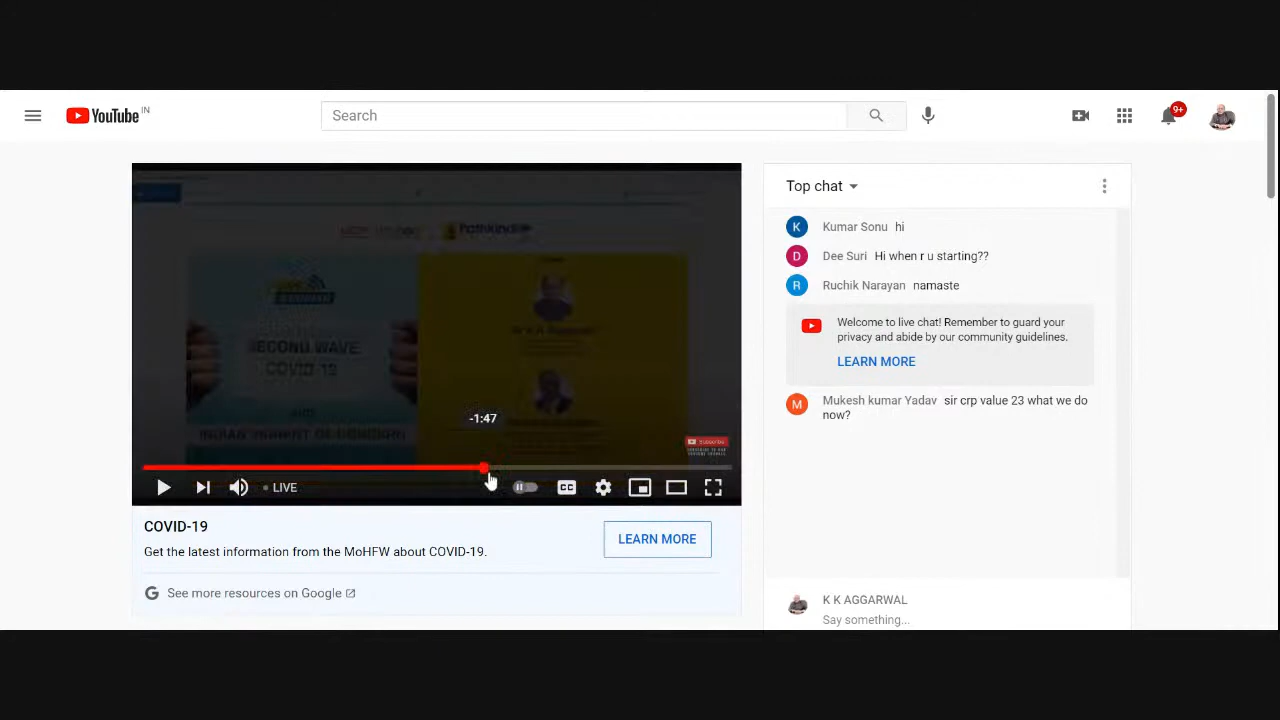 YouTube IN
Search
9+
SECOND WAVE
COVID-19
-1:47
Subscribe
LIVE
CC
COVID-19
Get the latest information from the MoHFW about COVID-19.
LEARN MORE
G See more resources on Google
Top chat
K Kumar Sonu hi
D Dee Suri Hi when r u starting??
R Ruchik Narayan namaste
Welcome to live chat! Remember to guard your
privacy and abide by our community guidelines.
LEARN MORE
M Mukesh kumar Yadav sir crp value 23 what we do
now?
K K AGGARWAL
Say something...